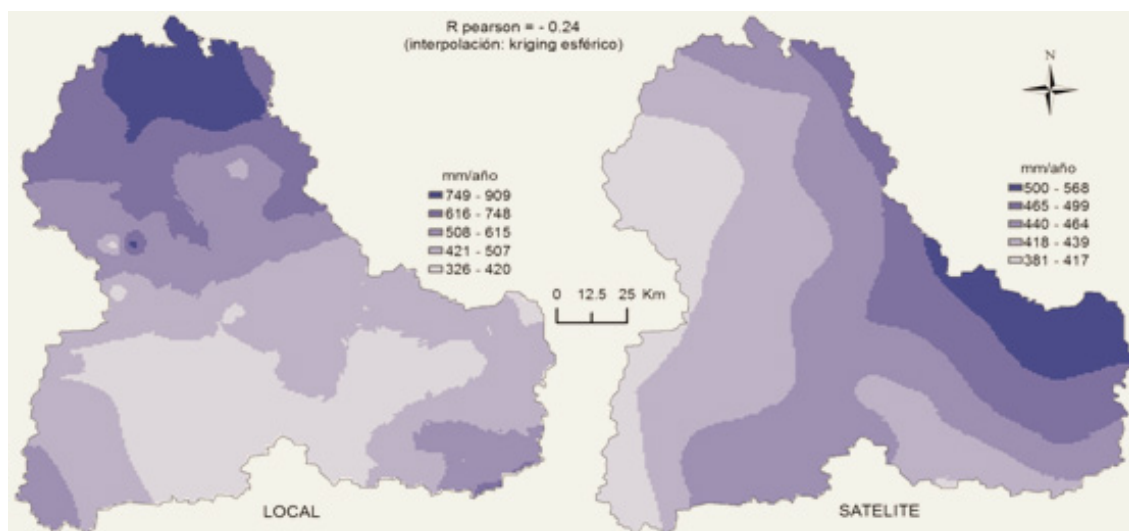 R pearson = - 0.24
(interpolación: kriging esférico)
N
mm/año
749 - 909
616 - 748
508 - 615
421 - 507
326 - 420
mm/año
500 - 568
465 - 499
440 - 464
418 - 439
381 - 417
0 12.5 25 Km
LOCAL
SATELITE